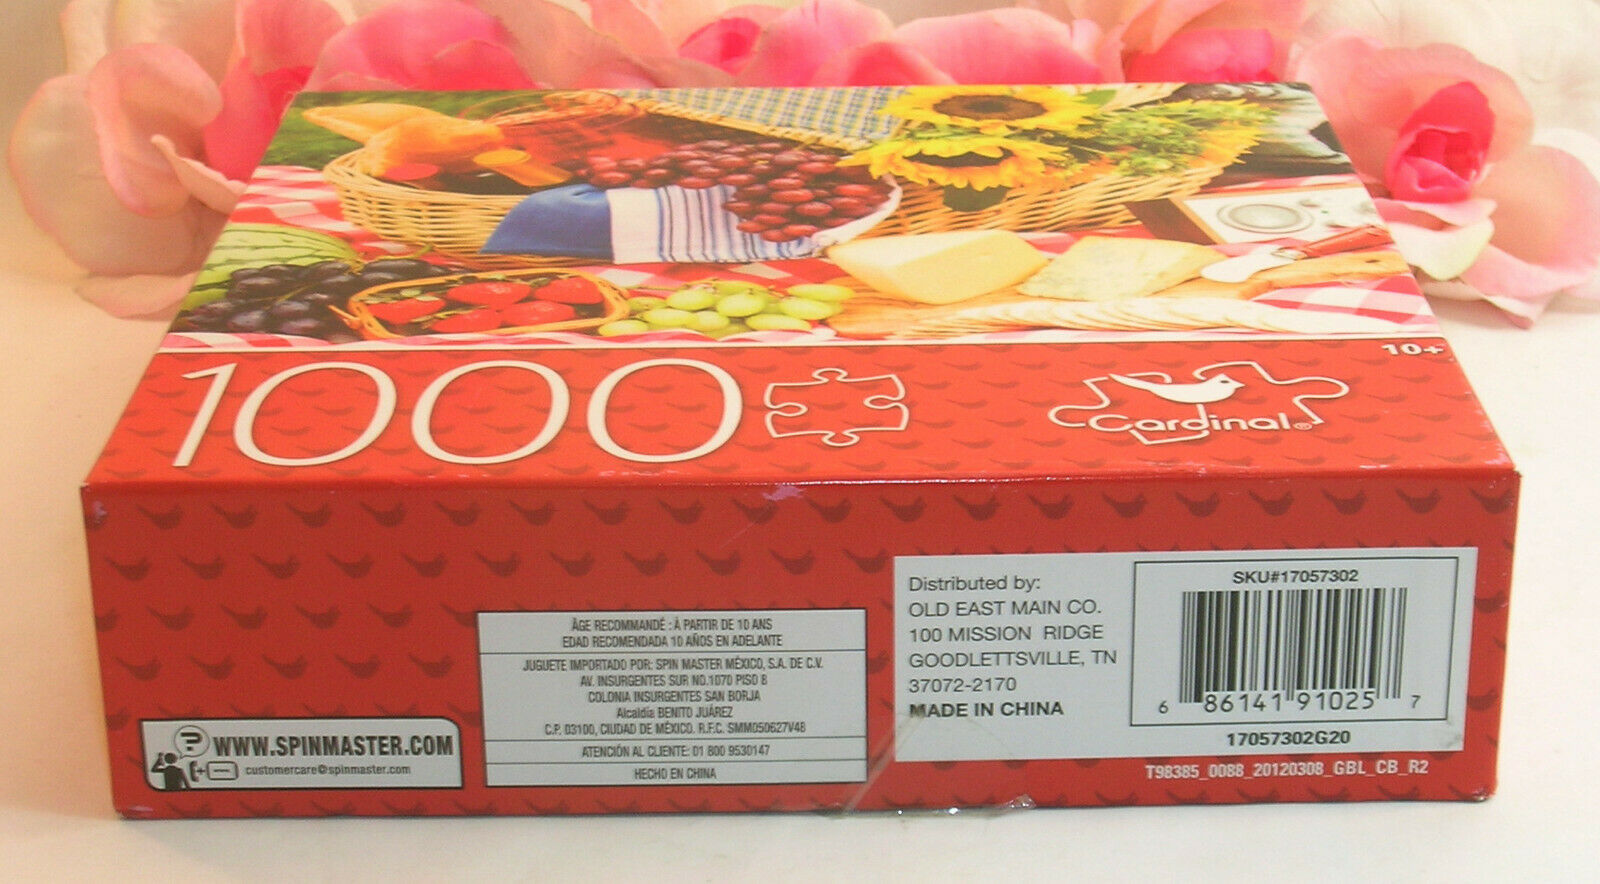 1000
10+
Cardinal®
ÂGE RECOMMANDÉ : À PARTIR DE 10 ANS
EDAD RECOMENDADA 10 AÑOS EN ADELANTE
JUGUETE IMPORTADO POR: SPIN MASTER MÉXICO, S.A. DE C.V.
AV. INSURGENTES SUR NO.1070 PISO 8
COLONIA INSURGENTES SAN BORJA
Alcaldía BENITO JUÁREZ
C.P. 03100, CIUDAD DE MÉXICO. R.F.C. SMM050627V48
ATENCIÓN AL CLIENTE: 01 800 9530147
HECHO EN CHINA
?
WWW.SPINMASTER.COM
customercare@spinmaster.com
Distributed by:
OLD EAST MAIN CO.
100 MISSION RIDGE
GOODLETTSVILLE, TN
37072-2170
MADE IN CHINA
SKU#17057302
6 86141 91025 7
17057302G20
T98385_0088_20120308_GBL_CB_R2